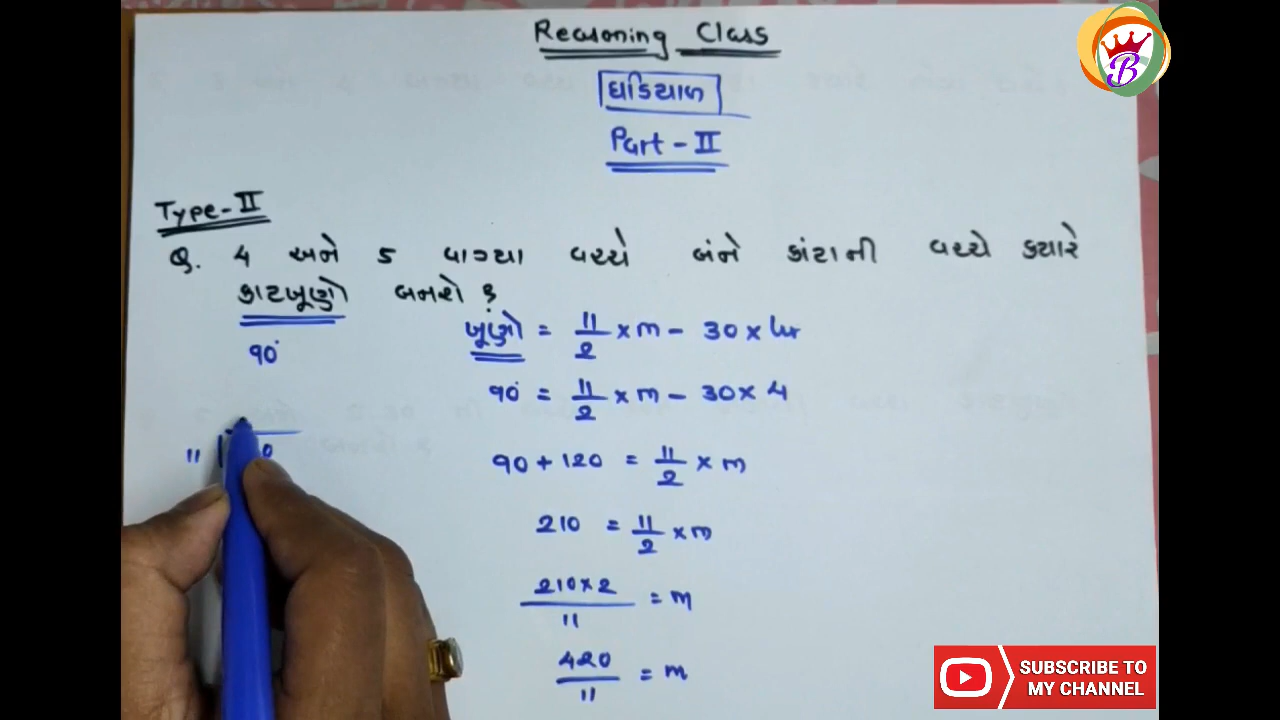 Reasoning Class
ઘડિયાળ
Part - II
Type - II
Q. 4 અને 5 વાગ્યા વચ્ચે બંને કાંટાની વચ્ચે ક્યારે
કાટખૂણો બનશે ?
90°
ખૂણો = 11/2 × m - 30 × hr
90° = 11/2 × m - 30 × 4
90 + 120 = 11/2 × m
210 = 11/2 × m
210 × 2 / 11 = m
420 / 11 = m
11
B
SUBSCRIBE TO
MY CHANNEL